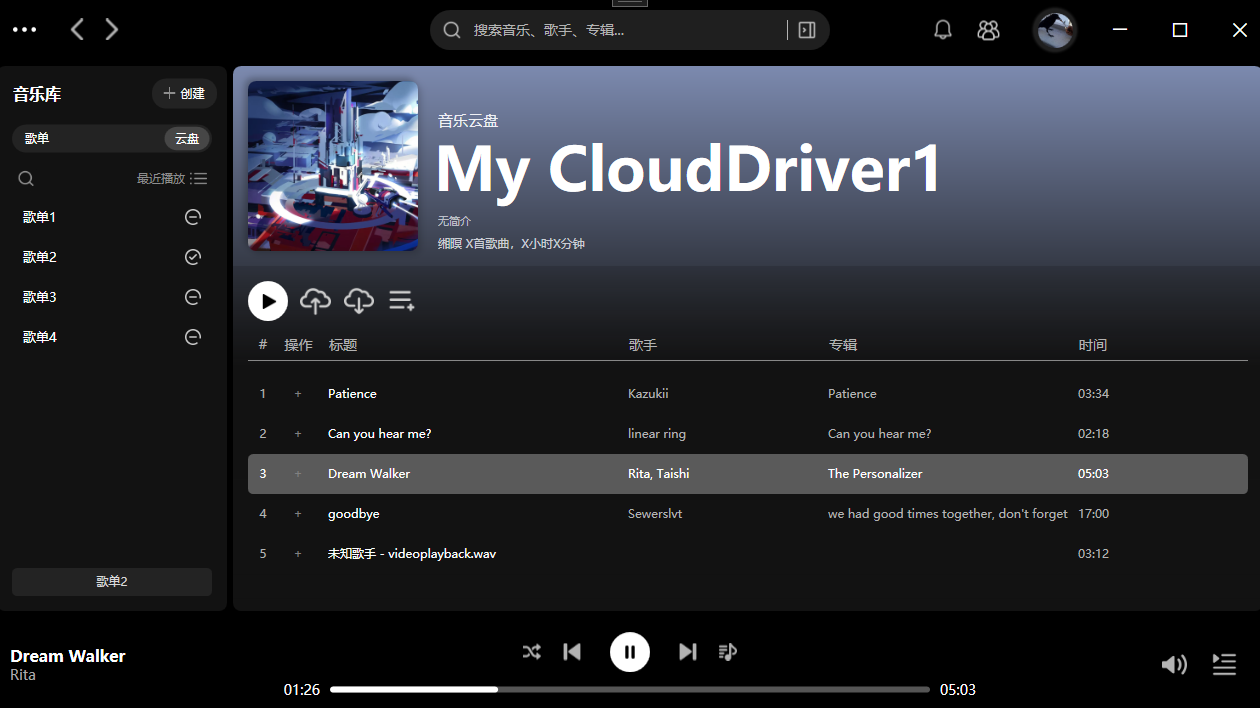 搜索音乐、歌手、专辑...
音乐库
创建
歌单
云盘
最近播放
歌单1
歌单2
歌单3
歌单4
歌单2
音乐云盘
My CloudDriver1
无简介
缃瞑 X首歌曲，X小时X分钟
# 操作 标题 歌手 专辑 时间
1 + Patience Kazukii Patience 03:34
2 + Can you hear me? linear ring Can you hear me? 02:18
3 + Dream Walker Rita, Taishi The Personalizer 05:03
4 + goodbye Sewerslvt we had good times together, don't forget 17:00
5 + 未知歌手 - videoplayback.wav 03:12
Dream Walker
Rita
01:26
05:03